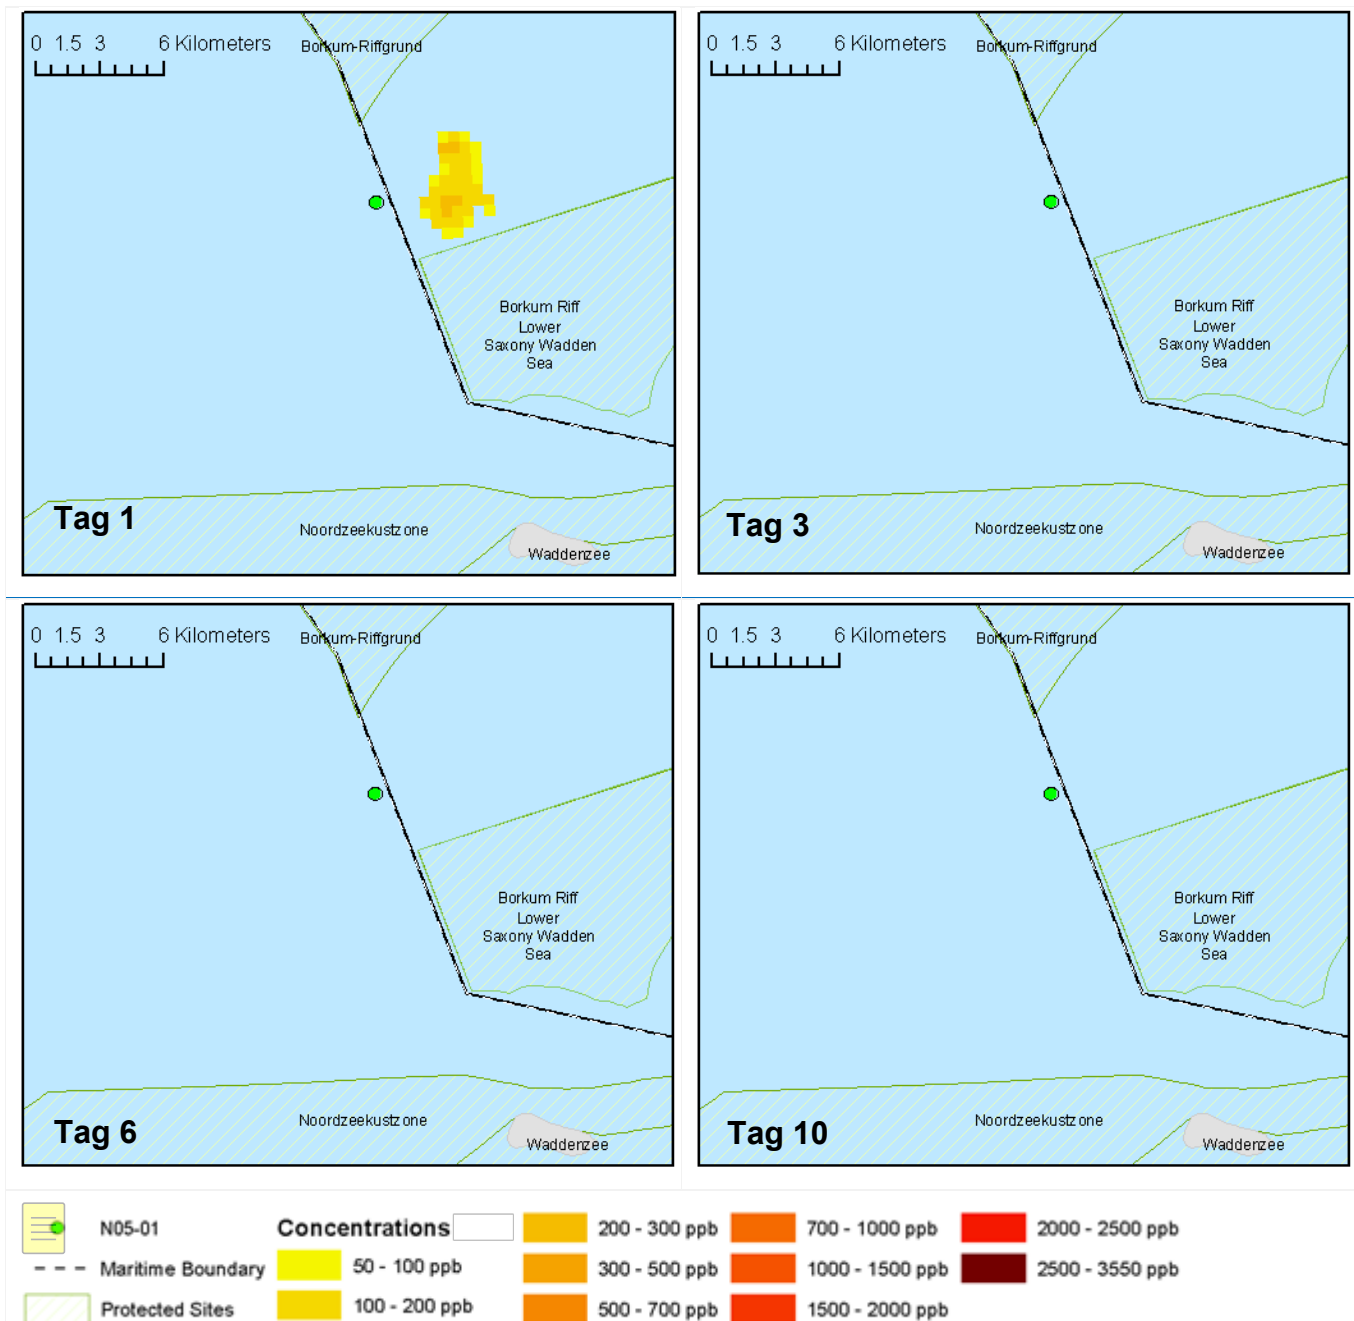 0 1.5 3 6 Kilometers
Borkum-Riffgrund
Borkum Riff
Lower
Saxony Wadden
Sea
Tag 1
Noordzeekustzone
Waddenzee
0 1.5 3 6 Kilometers
Borkum-Riffgrund
Borkum Riff
Lower
Saxony Wadden
Sea
Tag 3
Noordzeekustzone
Waddenzee
0 1.5 3 6 Kilometers
Borkum-Riffgrund
Borkum Riff
Lower
Saxony Wadden
Sea
Tag 6
Noordzeekustzone
Waddenzee
0 1.5 3 6 Kilometers
Borkum-Riffgrund
Borkum Riff
Lower
Saxony Wadden
Sea
Tag 10
Noordzeekustzone
Waddenzee
N05-01
Maritime Boundary
Protected Sites
Concentrations
50 - 100 ppb
100 - 200 ppb
200 - 300 ppb
300 - 500 ppb
500 - 700 ppb
700 - 1000 ppb
1000 - 1500 ppb
1500 - 2000 ppb
2000 - 2500 ppb
2500 - 3550 ppb